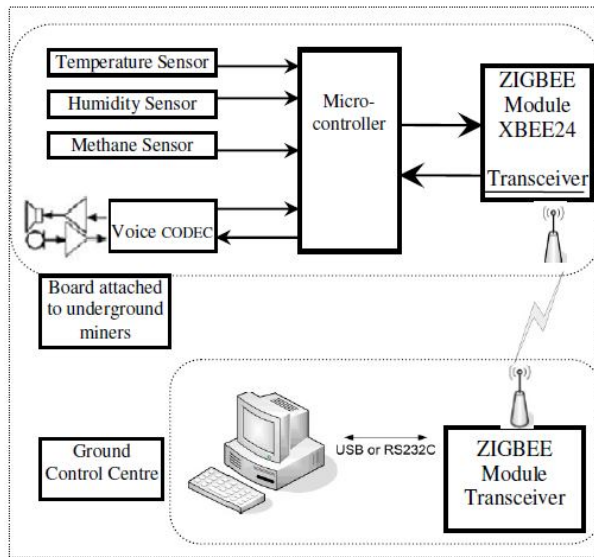 Temperature Sensor
Humidity Sensor
Methane Sensor
Voice CODEC
Micro-
controller
ZIGBEE
Module
XBEE24
Transceiver
Board attached
to underground
miners
Ground
Control Centre
USB or RS232C
ZIGBEE
Module
Transceiver